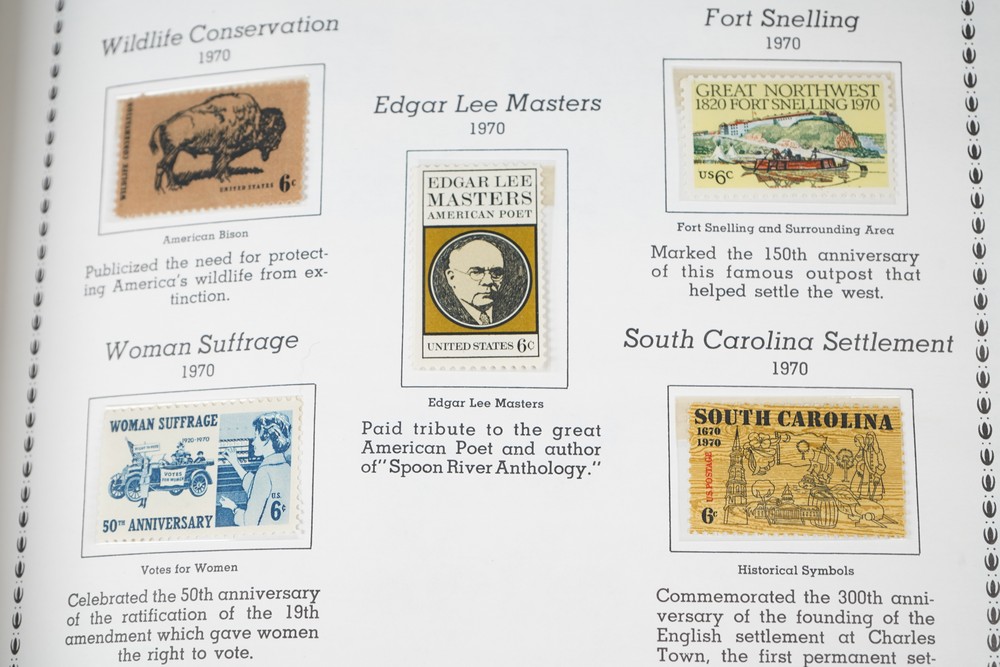 Wildlife Conservation
1970
WILDLIFE CONSERVATION
UNITED STATES 6c
American Bison
Publicized the need for protect-
ing America's wildlife from ex-
tinction.
Woman Suffrage
1970
WOMAN SUFFRAGE
1920-1970
VOTES
FOR WOMEN
50TH ANNIVERSARY
U.S.
6c
Votes for Women
Celebrated the 50th anniversary
of the ratification of the 19th
amendment which gave women
the right to vote.
Edgar Lee Masters
1970
EDGAR LEE
MASTERS
AMERICAN POET
UNITED STATES 6c
Edgar Lee Masters
Paid tribute to the great
American Poet and author
of "Spoon River Anthology."
Fort Snelling
1970
GREAT NORTHWEST
1820 FORT SNELLING 1970
US 6c
Fort Snelling and Surrounding Area
Marked the 150th anniversary
of this famous outpost that
helped settle the west.
South Carolina Settlement
1970
SOUTH CAROLINA
1670
1970
US POSTAGE
6c
Historical Symbols
Commemorated the 300th anni-
versary of the founding of the
English settlement at Charles
Town, the first permanent set-